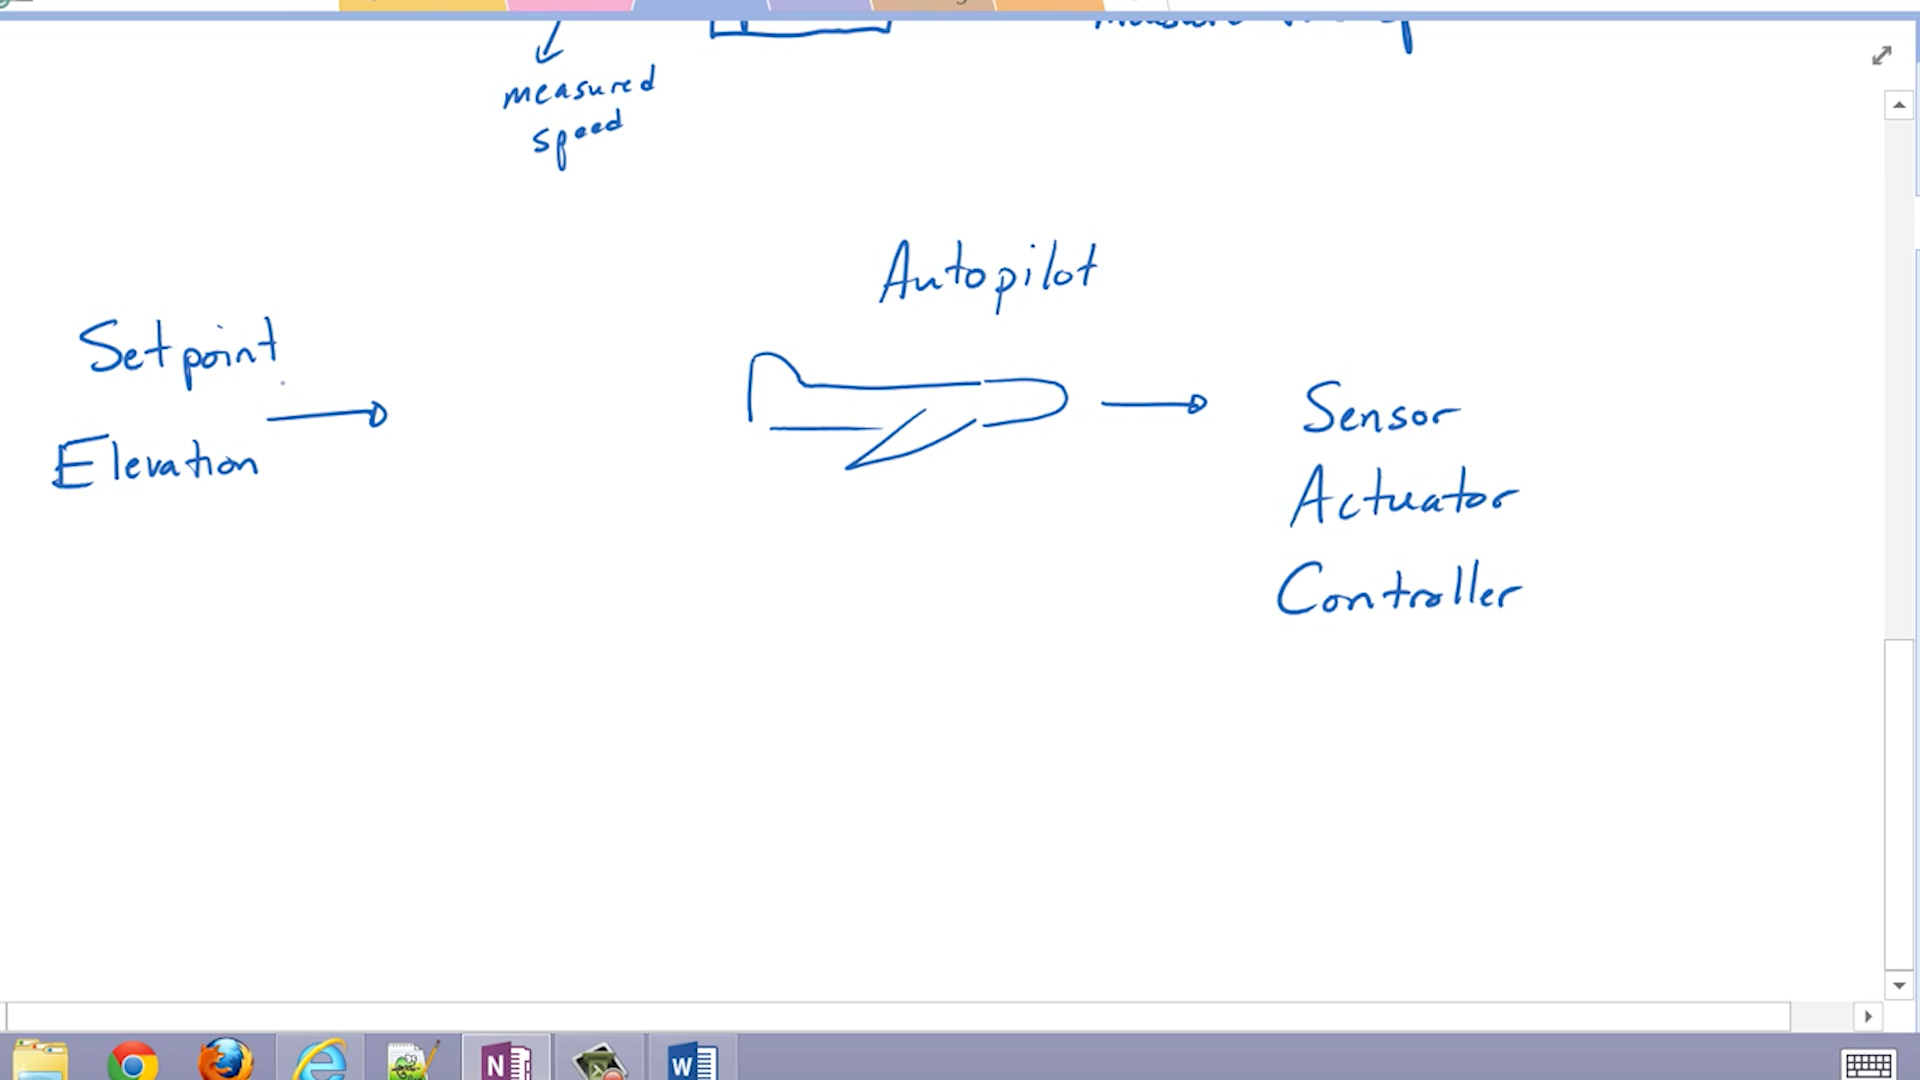 measured
speed
Autopilot
Setpoint
Elevation
Sensor
Actuator
Controller
N
W